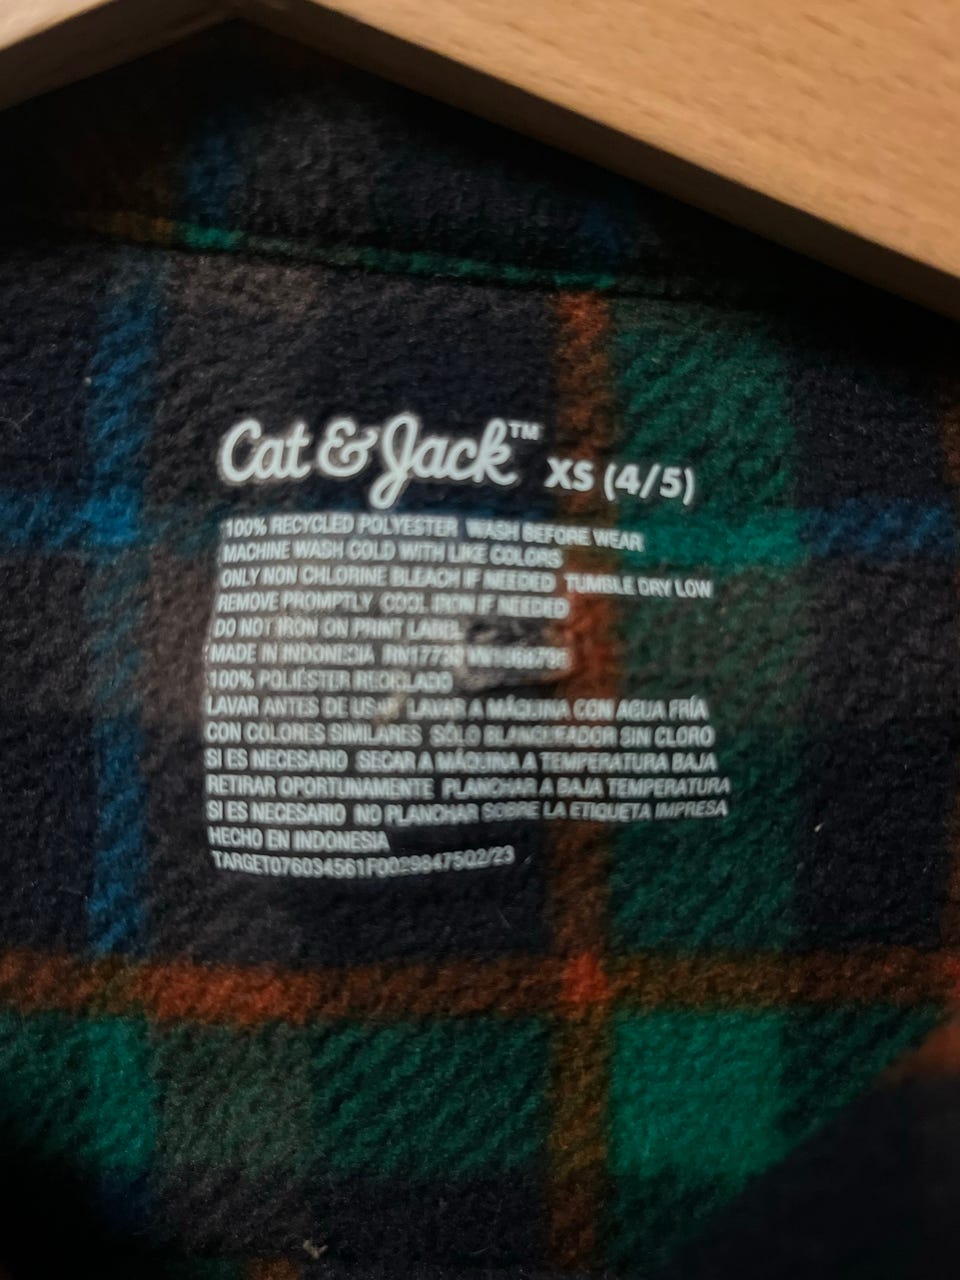 Cat & Jack™ XS (4/5)
100% RECYCLED POLYESTER WASH BEFORE WEAR
MACHINE WASH COLD WITH LIKE COLORS
ONLY NON CHLORINE BLEACH IF NEEDED TUMBLE DRY LOW
REMOVE PROMPTLY COOL IRON IF NEEDED
DO NOT IRON ON PRINT LABEL
MADE IN INDONESIA
100% POLIÉSTER RECICLADO
LAVAR ANTES DE USAR LAVAR A MÁQUINA CON AGUA FRÍA
CON COLORES SIMILARES SÓLO BLANQUEADOR SIN CLORO
SI ES NECESARIO SECAR A MÁQUINA A TEMPERATURA BAJA
RETIRAR OPORTUNAMENTE PLANCHAR A BAJA TEMPERATURA
SI ES NECESARIO NO PLANCHAR SOBRE LA ETIQUETA IMPRESA
HECHO EN INDONESIA